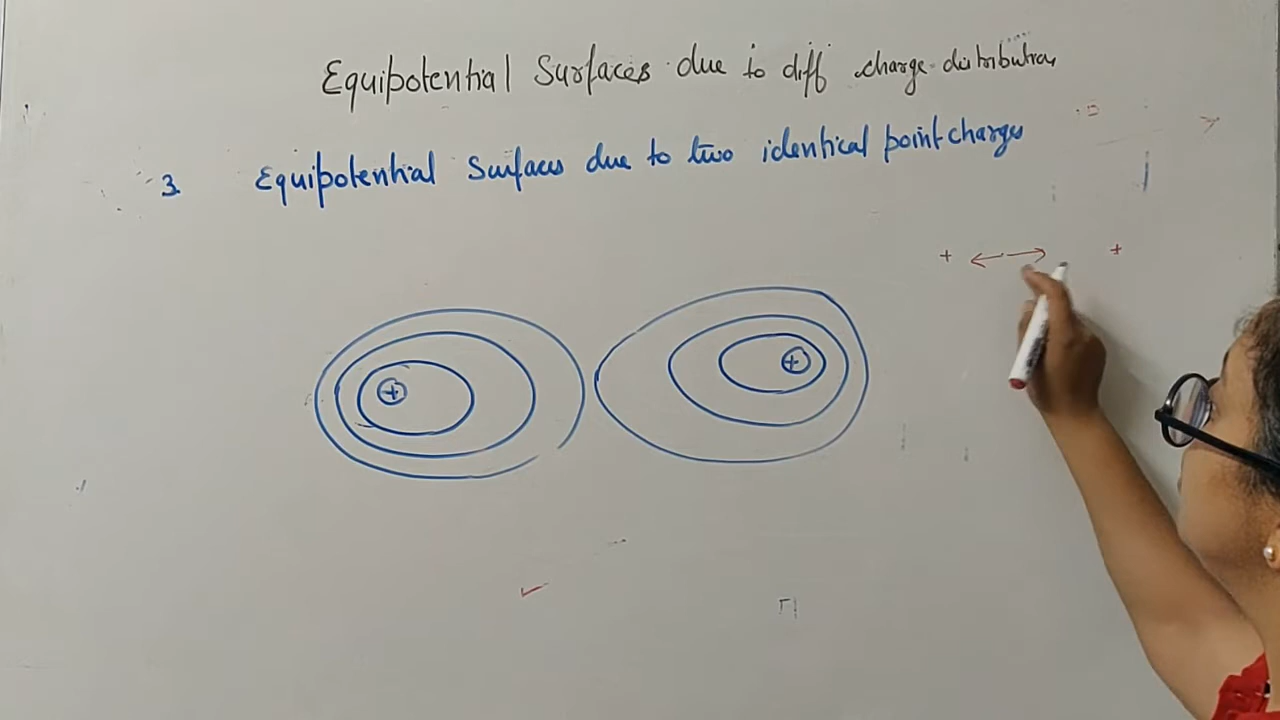 Equipotential Surfaces due to diff charge distribution
3. Equipotential Surfaces due to two identical point charges
+ ←→ +
+ +